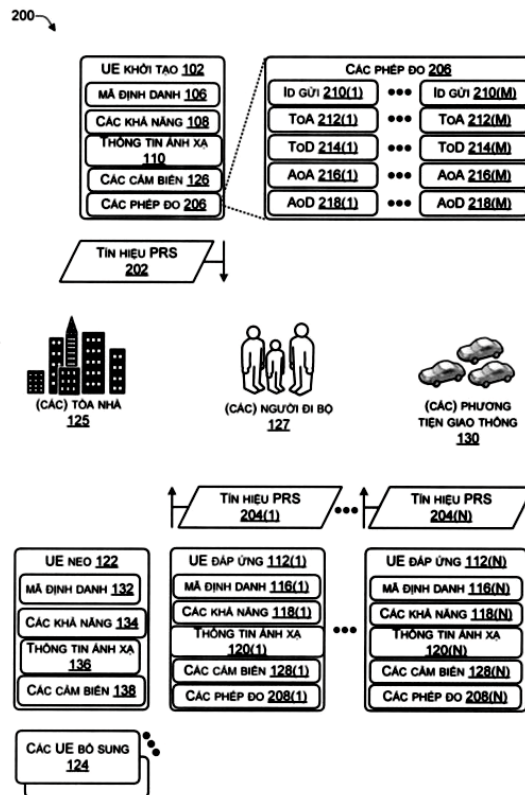 200
UE KHỞI TẠO 102
MÃ ĐỊNH DANH 106
CÁC KHẢ NĂNG 108
THÔNG TIN ÁNH XẠ
110
CÁC CẢM BIẾN 126
CÁC PHÉP ĐO 206
CÁC PHÉP ĐO 206
ID GỬI 210(1) ••• ID GỬI 210(M)
TOA 212(1) ••• TOA 212(M)
TOD 214(1) ••• TOD 214(M)
AOA 216(1) ••• AOA 216(M)
AOD 218(1) ••• AOD 218(M)
TÍN HIỆU PRS
202
(CÁC) TÒA NHÀ
125
(CÁC) NGƯỜI ĐI BỘ
127
(CÁC) PHƯƠNG
TIỆN GIAO THÔNG
130
TÍN HIỆU PRS
204(1)
•••
TÍN HIỆU PRS
204(N)
UE NEO 122
MÃ ĐỊNH DANH 132
CÁC KHẢ NĂNG 134
THÔNG TIN ÁNH XẠ
136
CÁC CẢM BIẾN 138
UE ĐÁP ỨNG 112(1)
MÃ ĐỊNH DANH 116(1)
CÁC KHẢ NĂNG 118(1)
THÔNG TIN ÁNH XẠ
120(1)
CÁC CẢM BIẾN 128(1)
CÁC PHÉP ĐO 208(1)
•••
UE ĐÁP ỨNG 112(N)
MÃ ĐỊNH DANH 116(N)
CÁC KHẢ NĂNG 118(N)
THÔNG TIN ÁNH XẠ
120(N)
CÁC CẢM BIẾN 128(N)
CÁC PHÉP ĐO 208(N)
CÁC UE BỔ SUNG
124